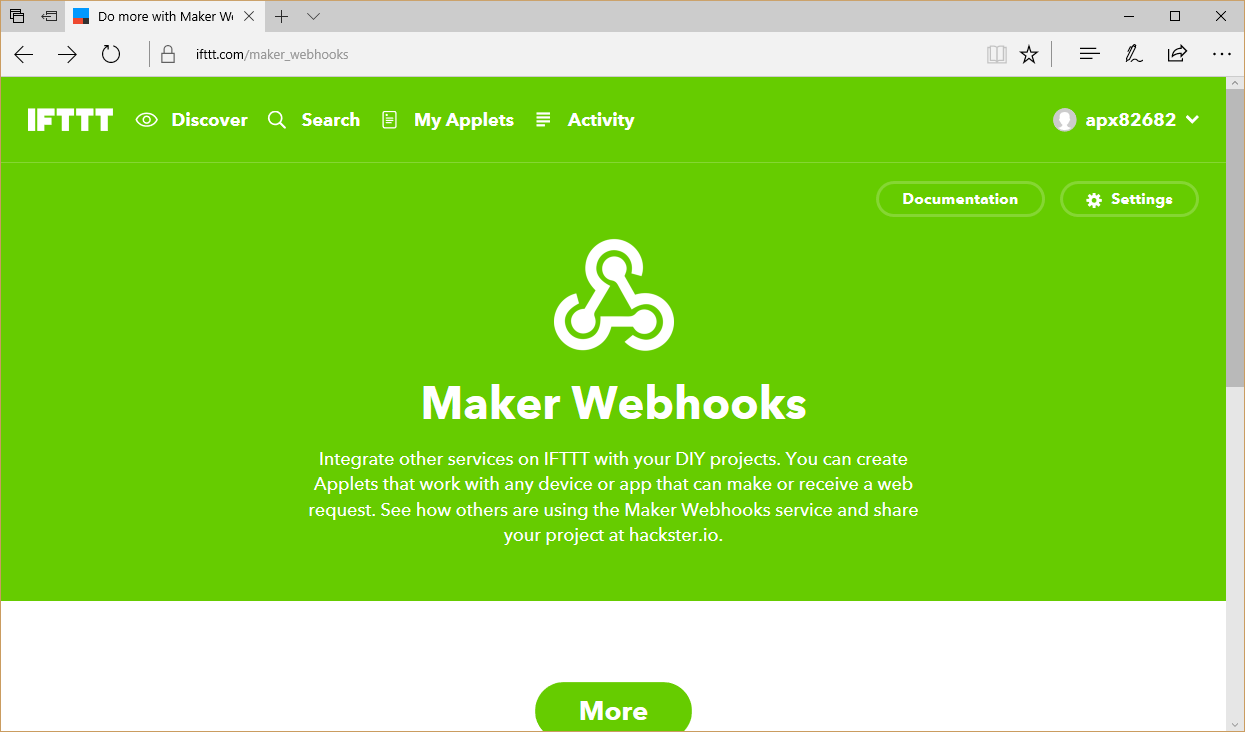 Do more with Maker We
ifttt.com/maker_webhooks
IFTTT Discover Search My Applets Activity apx82682
Documentation Settings
Maker Webhooks
Integrate other services on IFTTT with your DIY projects. You can create
Applets that work with any device or app that can make or receive a web
request. See how others are using the Maker Webhooks service and share
your project at hackster.io.
More